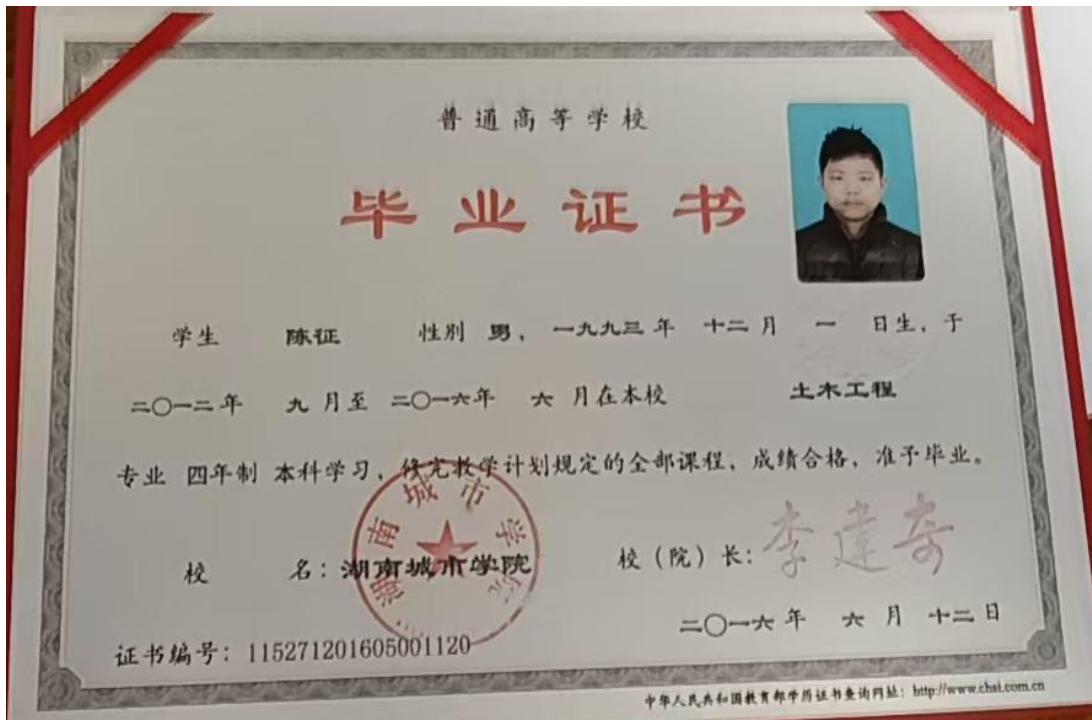 普通高等学校
毕业证书
学生 陈征 性别 男，一九九三年 十二月 一 日生，于
二〇一二年 九月至 二〇一六年 六 月在本校 土木工程
专业 四年制 本科学习，修完教学计划规定的全部课程，成绩合格，准予毕业。
湖南城市学院
校 名：湖南城市学院 校（院）长：李建奇
二〇一六年 六 月 十二日
证书编号：115271201605001120
中华人民共和国教育部学历证书查询网址：http://www.chsi.com.cn